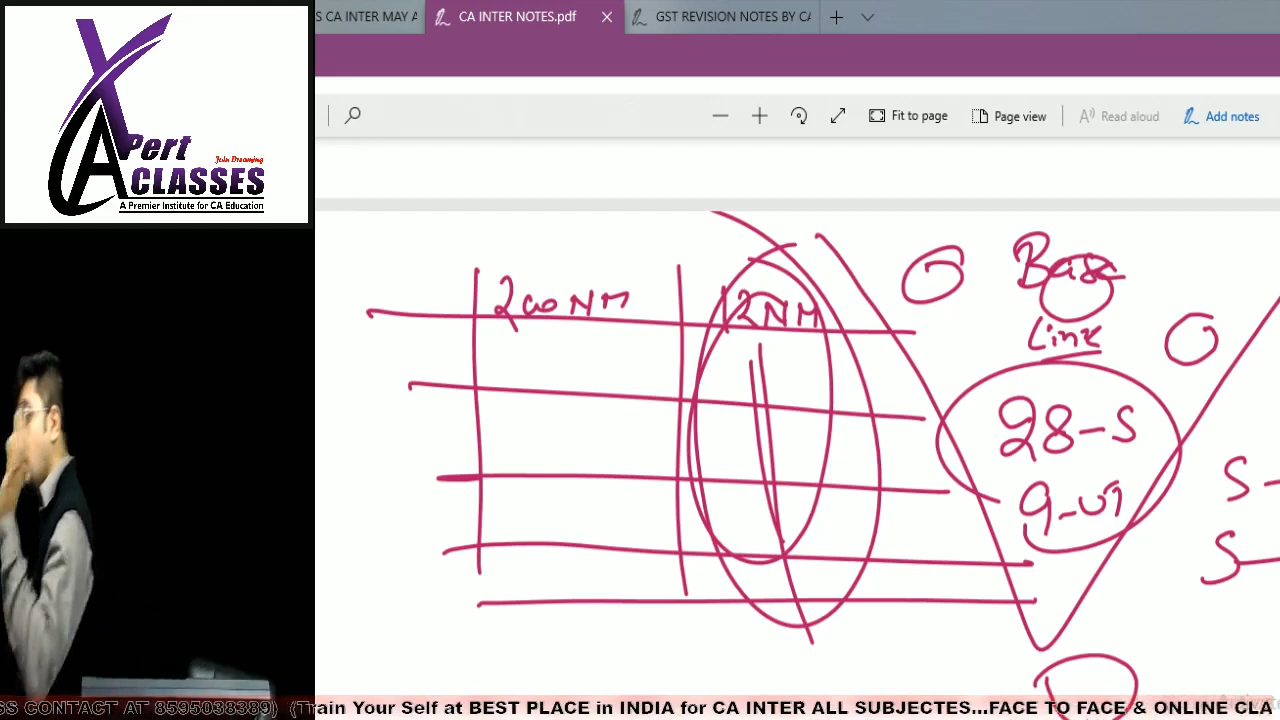 S CA INTER MAY A
CA INTER NOTES.pdf
GST REVISION NOTES BY CA
Fit to page
Page view
Read aloud
Add notes
XPert
Join Dreaming
CA CLASSES
A Premier Institute for CA Education
200 NM
12 NM
Base
Line
28-S
9-UT
S-
S-
SS CONTACT AT 8595038389) (Train Your Self at BEST PLACE in INDIA for CA INTER ALL SUBJECTES...FACE TO FACE & ONLINE CLA